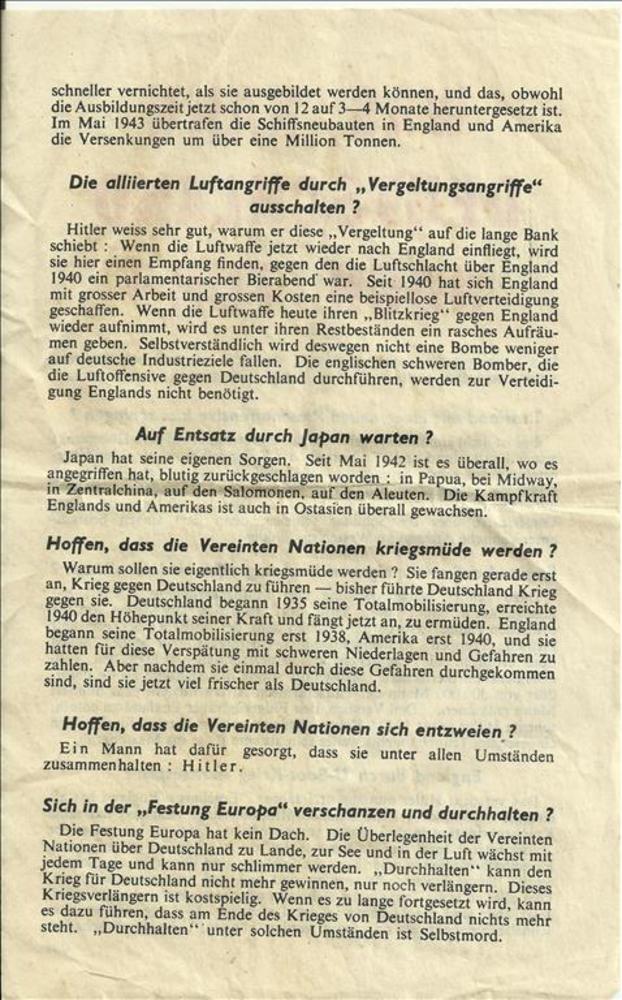 schneller vernichtet, als sie ausgebildet werden können, und das, obwohl
die Ausbildungszeit jetzt schon von 12 auf 3—4 Monate heruntergesetzt ist.
Im Mai 1943 übertrafen die Schiffsneubauten in England und Amerika
die Versenkungen um über eine Million Tonnen.
Die alliierten Luftangriffe durch „Vergeltungsangriffe“
ausschalten ?
Hitler weiss sehr gut, warum er diese „Vergeltung“ auf die lange Bank
schiebt : Wenn die Luftwaffe jetzt wieder nach England einfliegt, wird
sie hier einen Empfang finden, gegen den die Luftschlacht über England
1940 ein parlamentarischer Bierabend war. Seit 1940 hat sich England
mit grosser Arbeit und grossen Kosten eine beispiellose Luftverteidigung
geschaffen. Wenn die Luftwaffe heute ihren „Blitzkrieg“ gegen England
wieder aufnimmt, wird es unter ihren Restbeständen ein rasches Aufräu-
men geben. Selbstverständlich wird deswegen nicht eine Bombe weniger
auf deutsche Industrieziele fallen. Die englischen schweren Bomber, die
die Luftoffensive gegen Deutschland durchführen, werden zur Verteidi-
gung Englands nicht benötigt.
Auf Entsatz durch Japan warten ?
Japan hat seine eigenen Sorgen. Seit Mai 1942 ist es überall, wo es
angegriffen hat, blutig zurückgeschlagen worden : in Papua, bei Midway,
in Zentralchina, auf den Salomonen, auf den Aleuten. Die Kampfkraft
Englands und Amerikas ist auch in Ostasien überall gewachsen.
Hoffen, dass die Vereinten Nationen kriegsmüde werden ?
Warum sollen sie eigentlich kriegsmüde werden ? Sie fangen gerade erst
an, Krieg gegen Deutschland zu führen — bisher führte Deutschland Krieg
gegen sie. Deutschland begann 1935 seine Totalmobilisierung, erreichte
1940 den Höhepunkt seiner Kraft und fängt jetzt an, zu ermüden. England
begann seine Totalmobilisierung erst 1938, Amerika erst 1940, und sie
hatten für diese Verspätung mit schweren Niederlagen und Gefahren zu
zahlen. Aber nachdem sie einmal durch diese Gefahren durchgekommen
sind, sind sie jetzt viel frischer als Deutschland.
Hoffen, dass die Vereinten Nationen sich entzweien ?
Ein Mann hat dafür gesorgt, dass sie unter allen Umständen
zusammenhalten : Hitler.
Sich in der „Festung Europa“ verschanzen und durchhalten ?
Die Festung Europa hat kein Dach. Die Überlegenheit der Vereinten
Nationen über Deutschland zu Lande, zur See und in der Luft wächst mit
jedem Tage und kann nur schlimmer werden. „Durchhalten“ kann den
Krieg für Deutschland nicht mehr gewinnen, nur noch verlängern. Dieses
Kriegsverlängern ist kostspielig. Wenn es zu lange fortgesetzt wird, kann
es dazu führen, dass am Ende des Krieges von Deutschland nichts mehr
steht. „Durchhalten“ unter solchen Umständen ist Selbstmord.